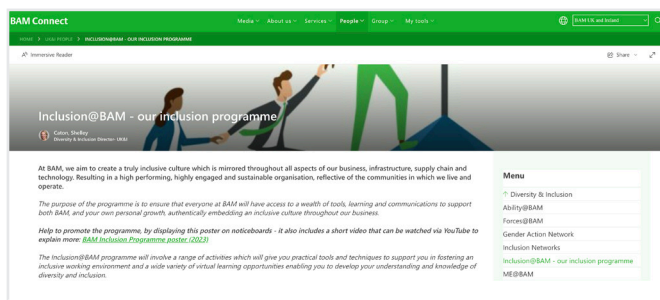 BAM Connect
Media About us Services People Group My tools
BAM UK and Ireland
HOME > UK&I PEOPLE > INCLUSION@BAM - OUR INCLUSION PROGRAMME
Immersive Reader
Share
Inclusion@BAM - our inclusion programme
Caton, Shelley
Diversity & Inclusion Director- UK&I
At BAM, we aim to create a truly inclusive culture which is mirrored throughout all aspects of our business, infrastructure, supply chain and
technology. Resulting in a high performing, highly engaged and sustainable organisation, reflective of the communities in which we live and
operate.
The purpose of the programme is to ensure that everyone at BAM will have access to a wealth of tools, learning and communications to support
both BAM, and your own personal growth, authentically embedding an inclusive culture throughout our business.
Help to promote the programme, by displaying this poster on noticeboards - it also includes a short video that can be watched via YouTube to
explain more: BAM Inclusion Programme poster (2023)
The Inclusion@BAM programme will involve a range of activities which will give you practical tools and techniques to support you in fostering an
inclusive working environment and a wide variety of virtual learning opportunities enabling you to develop your understanding and knowledge of
diversity and inclusion.
Menu
Diversity & Inclusion
Ability@BAM
Forces@BAM
Gender Action Network
Inclusion Networks
Inclusion@BAM - our inclusion programme
ME@BAM